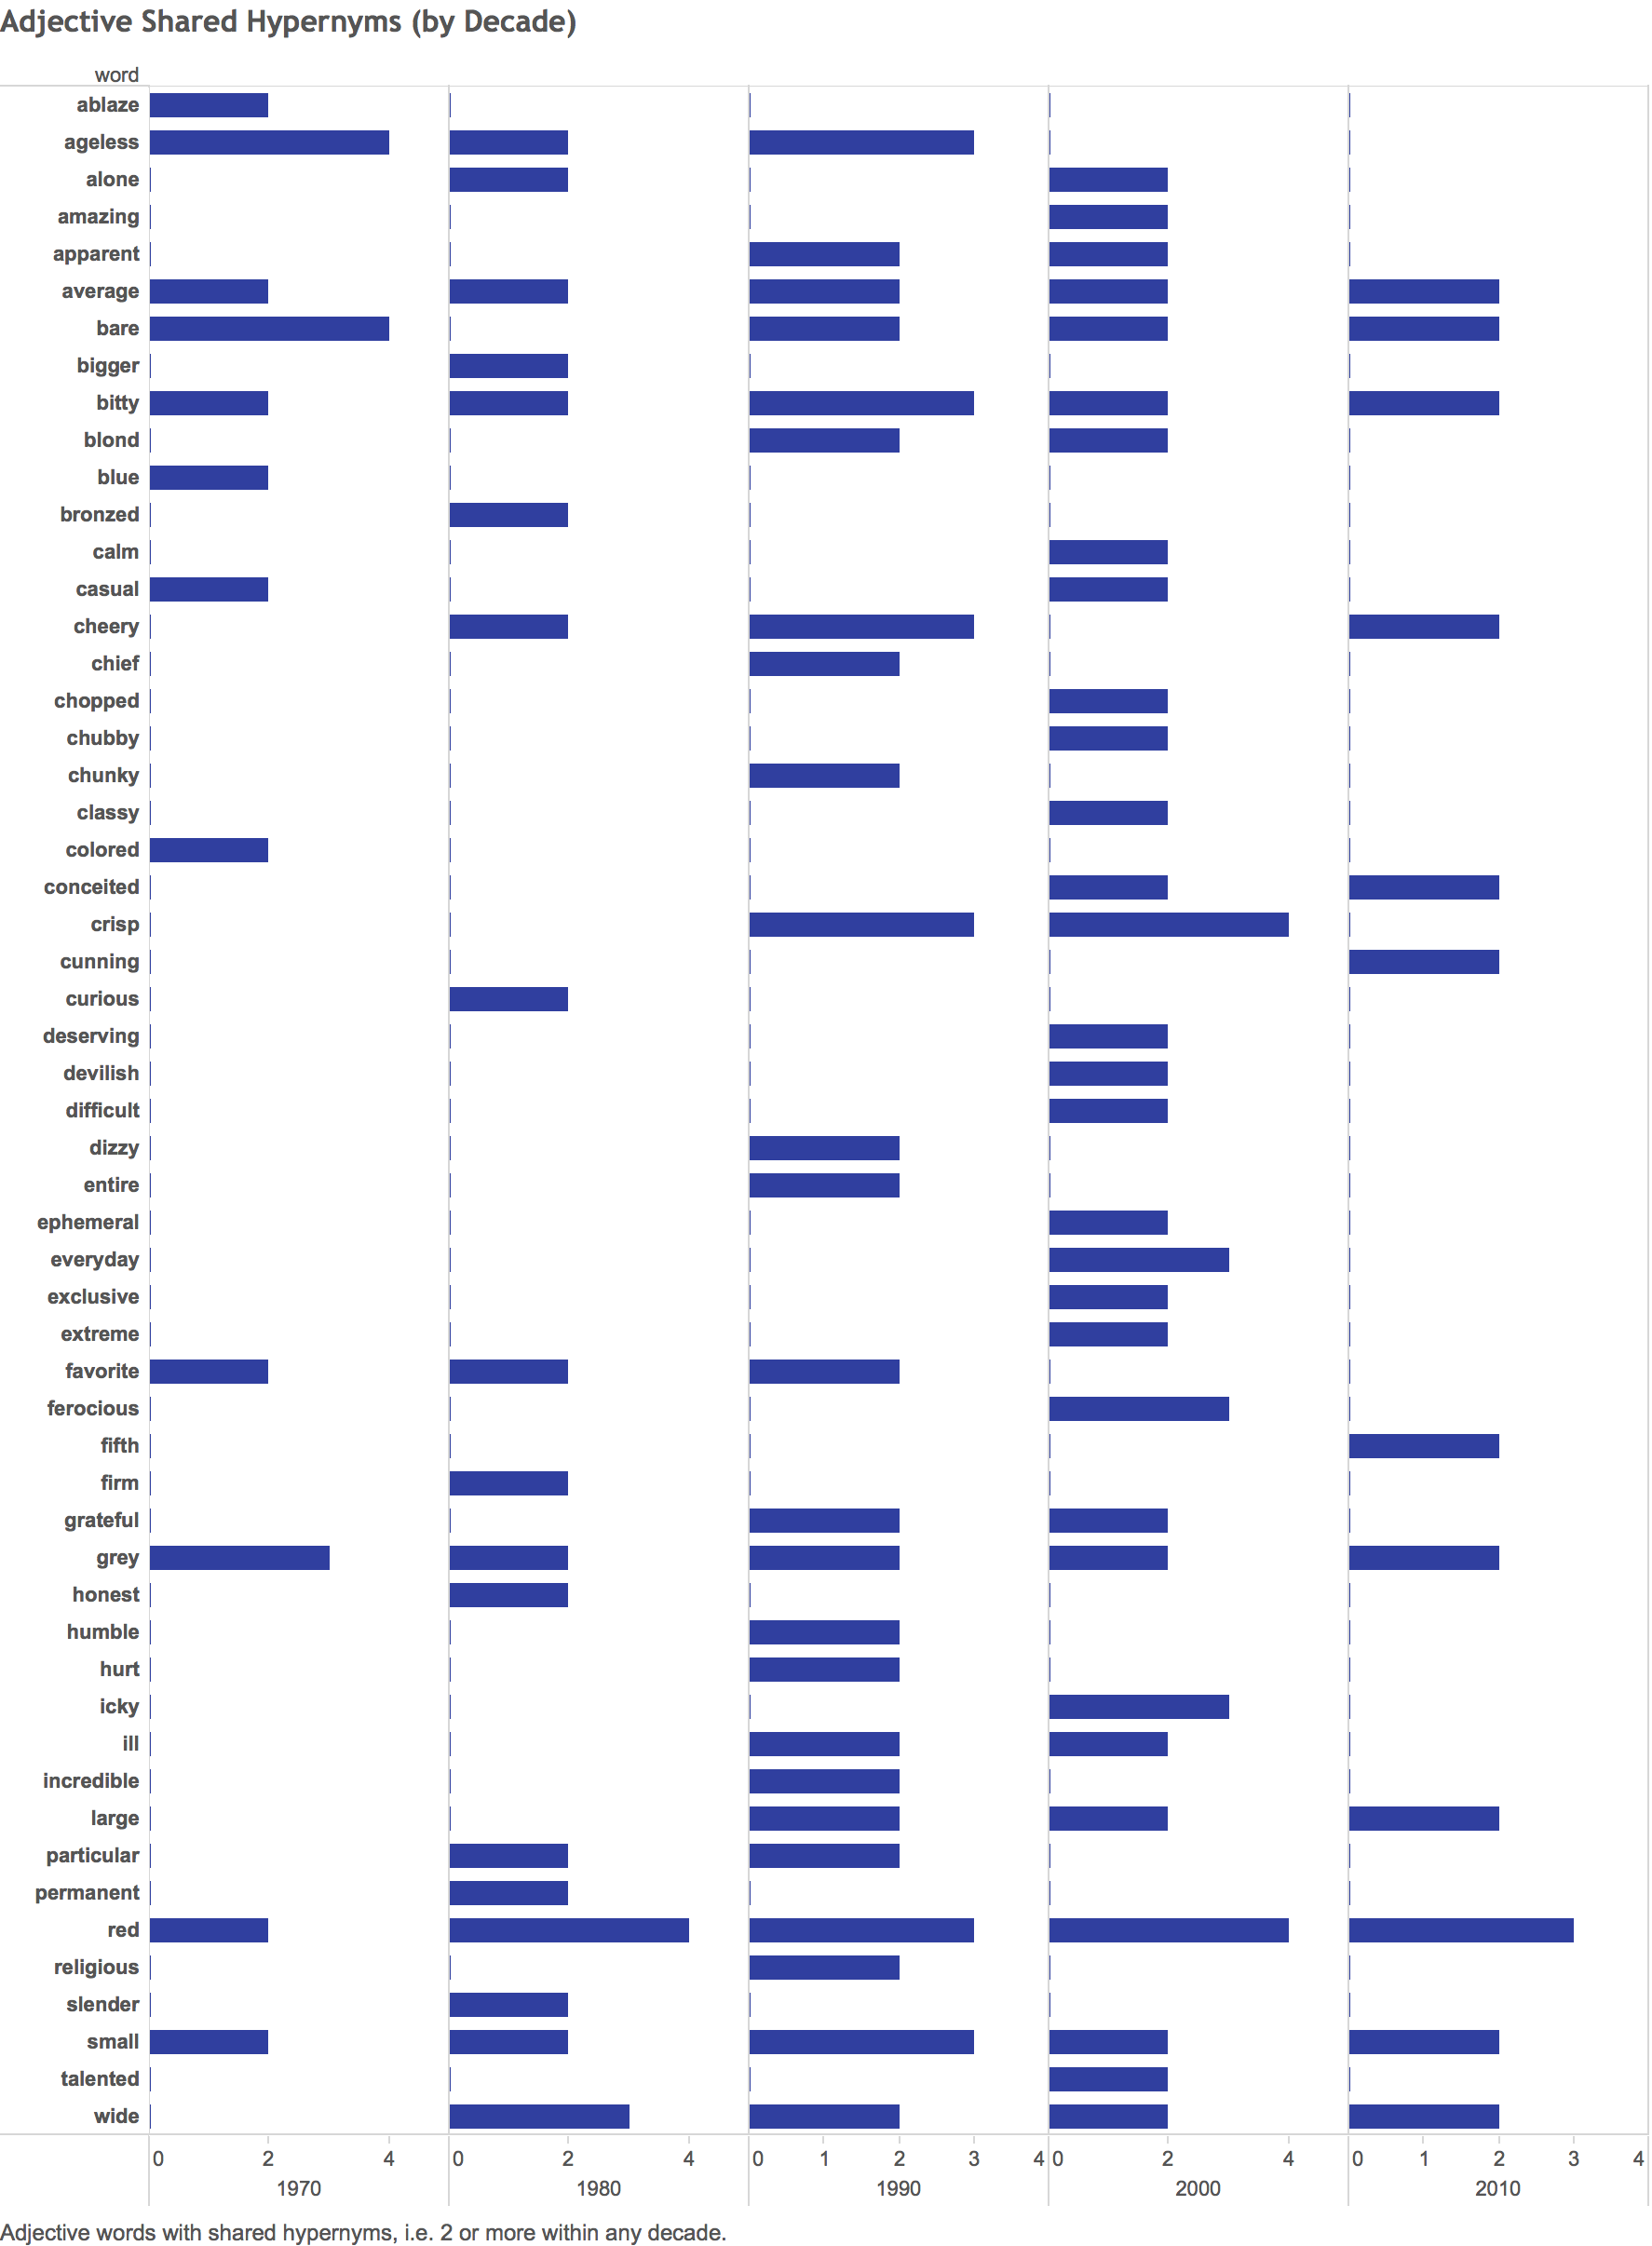 Adjective Shared Hypernyms (by Decade)
word
ablaze
ageless
alone
amazing
apparent
average
bare
bigger
bitty
blond
blue
bronzed
calm
casual
cheery
chief
chopped
chubby
chunky
classy
colored
conceited
crisp
cunning
curious
deserving
devilish
difficult
dizzy
entire
ephemeral
everyday
exclusive
extreme
favorite
ferocious
fifth
firm
grateful
grey
honest
humble
hurt
icky
ill
incredible
large
particular
permanent
red
religious
slender
small
talented
wide
0 2 4 0 2 4 0 1 2 3 4 0 2 4 0 1 2 3 4
1970 1980 1990 2000 2010
Adjective words with shared hypernyms, i.e. 2 or more within any decade.